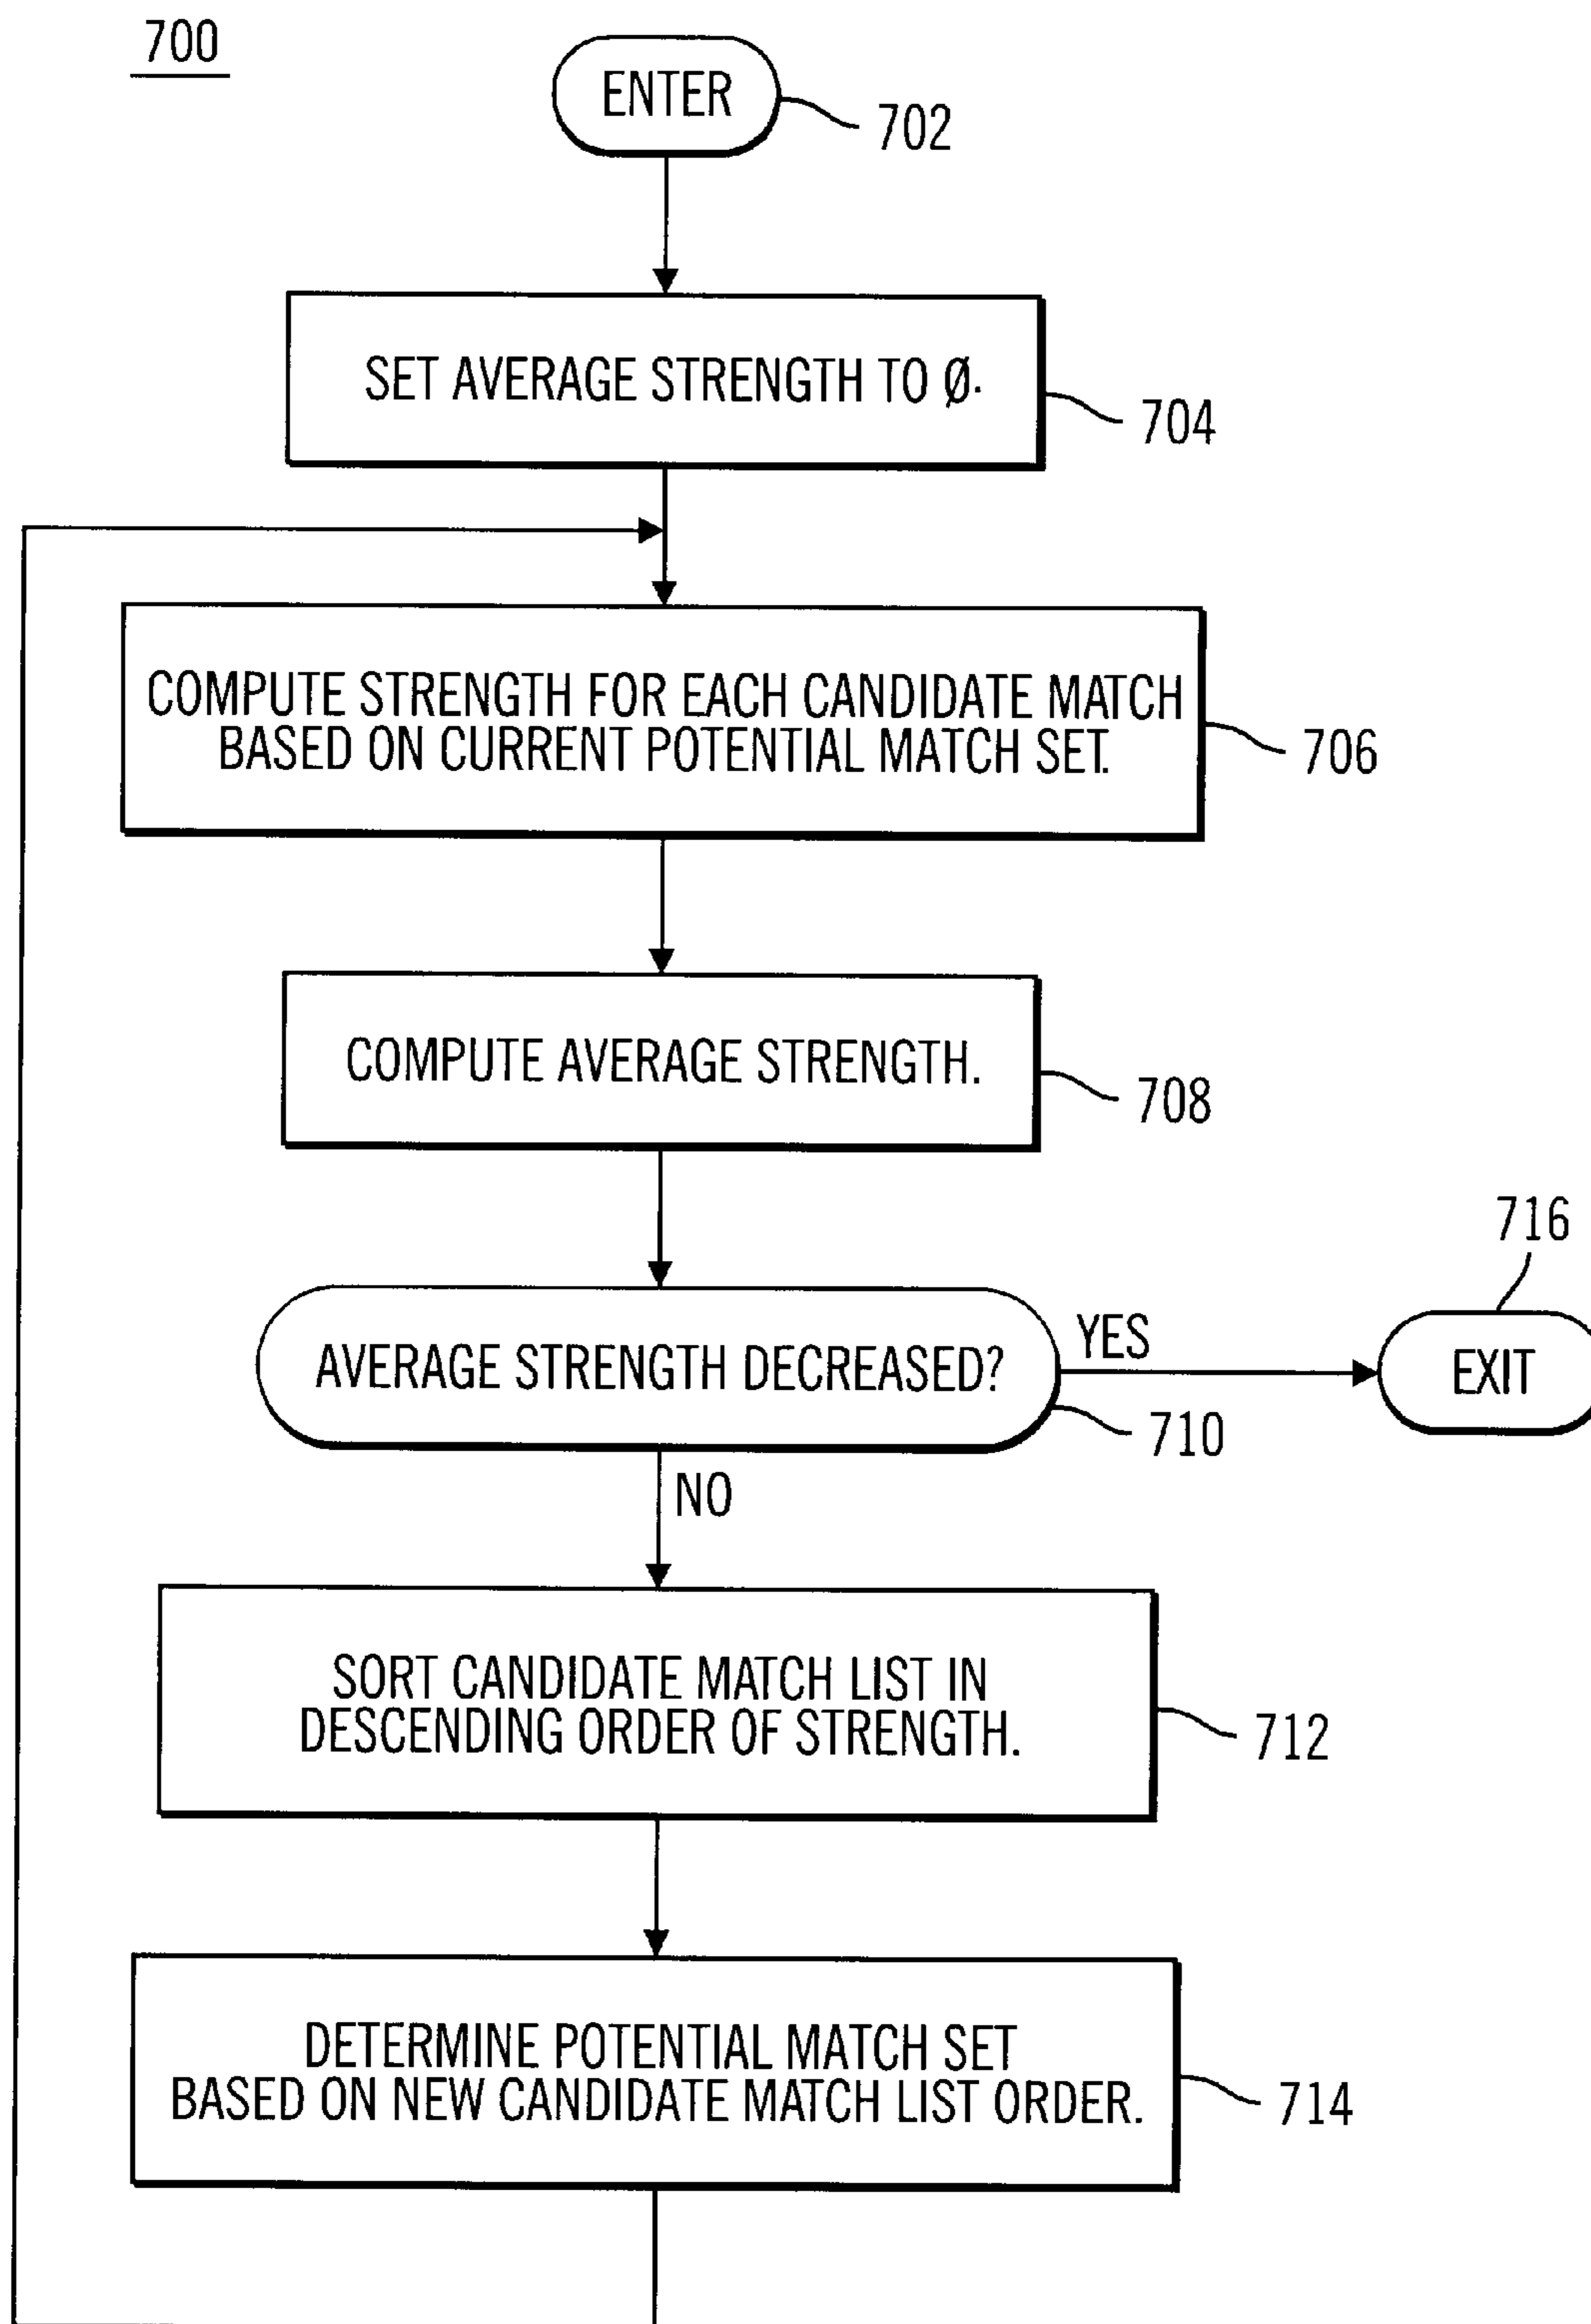 700
ENTER
702
SET AVERAGE STRENGTH TO Ø.
704
COMPUTE STRENGTH FOR EACH CANDIDATE MATCH
BASED ON CURRENT POTENTIAL MATCH SET.
706
COMPUTE AVERAGE STRENGTH.
708
716
AVERAGE STRENGTH DECREASED?
YES
EXIT
710
NO
SORT CANDIDATE MATCH LIST IN
DESCENDING ORDER OF STRENGTH.
712
DETERMINE POTENTIAL MATCH SET
BASED ON NEW CANDIDATE MATCH LIST ORDER.
714